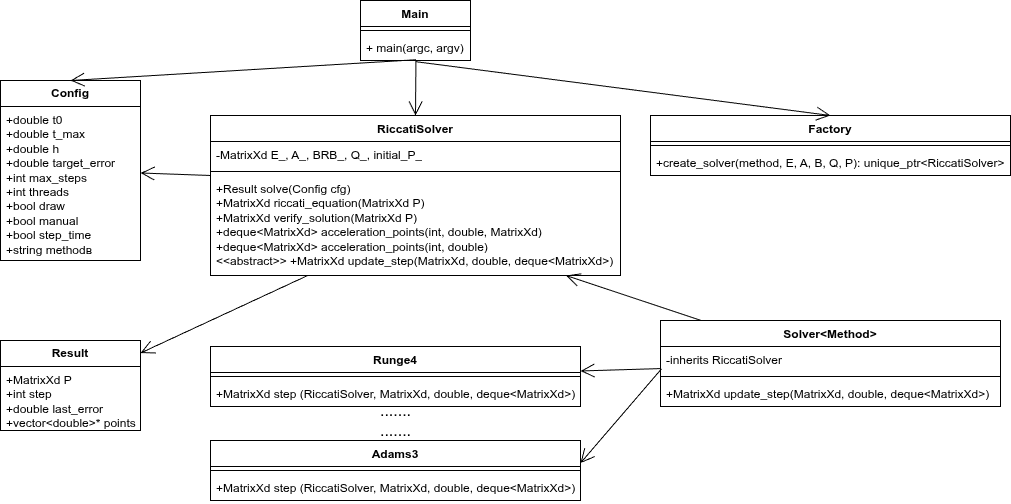 Main
+ main(argc, argv)
Config
+double t0
+double t_max
+double h
+double target_error
+int max_steps
+int threads
+bool draw
+bool manual
+bool step_time
+string methodв
RiccatiSolver
-MatrixXd E_, A_, BRB_, Q_, initial_P_
+Result solve(Config cfg)
+MatrixXd riccati_equation(MatrixXd P)
+MatrixXd verify_solution(MatrixXd P)
+deque<MatrixXd> acceleration_points(int, double, MatrixXd)
+deque<MatrixXd> acceleration_points(int, double)
<<abstract>> +MatrixXd update_step(MatrixXd, double, deque<MatrixXd>)
Factory
+create_solver(method, E, A, B, Q, P): unique_ptr<RiccatiSolver>
Result
+MatrixXd P
+int step
+double last_error
+vector<double>* points
Runge4
+MatrixXd step (RiccatiSolver, MatrixXd, double, deque<MatrixXd>)
.......
.......
Adams3
+MatrixXd step (RiccatiSolver, MatrixXd, double, deque<MatrixXd>)
Solver<Method>
-inherits RiccatiSolver
+MatrixXd update_step(MatrixXd, double, deque<MatrixXd>)